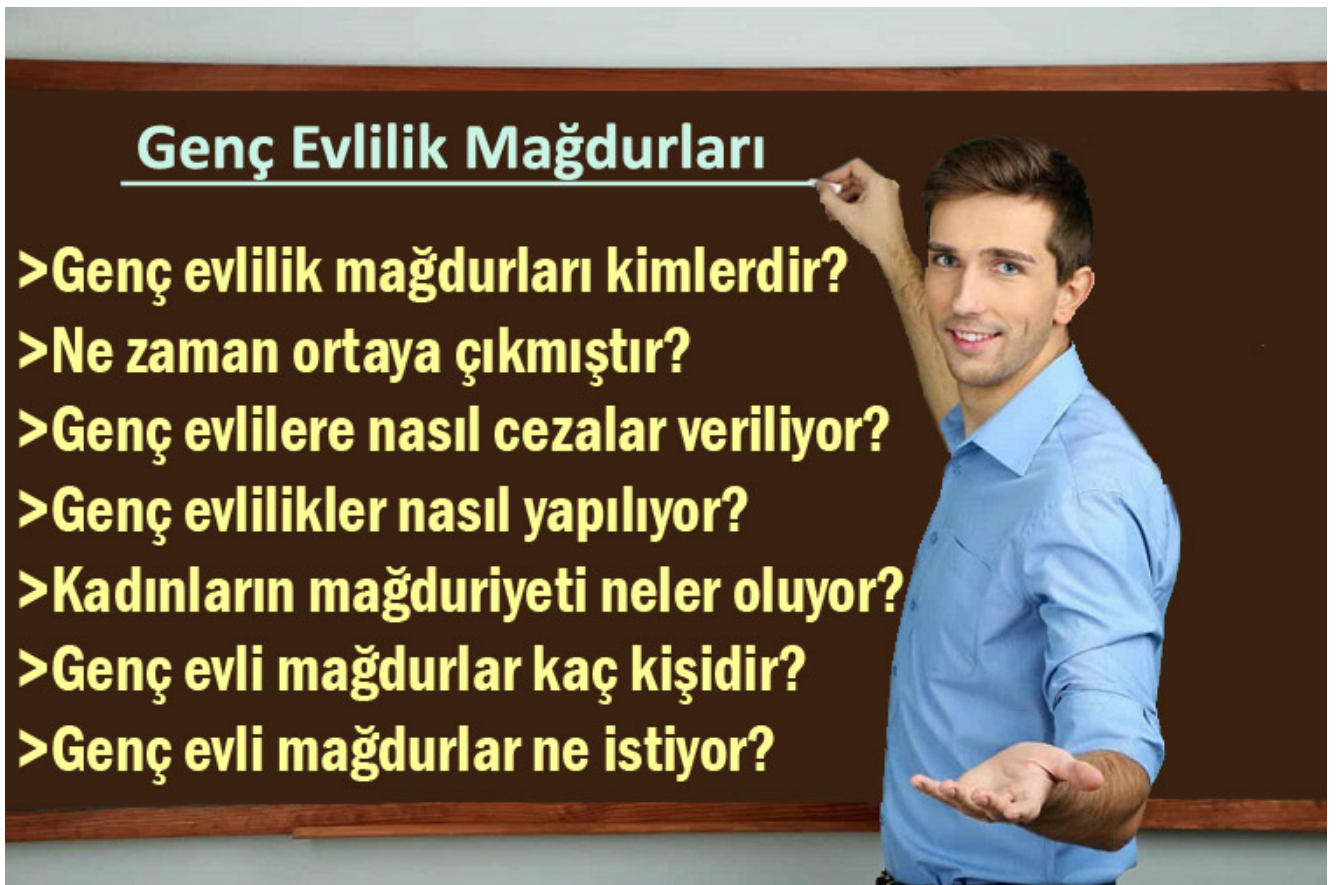 Genç Evlilik Mağdurları
>Genç evlilik mağdurları kimlerdir?
>Ne zaman ortaya çıkmıştır?
>Genç evlilere nasıl cezalar veriliyor?
>Genç evlilikler nasıl yapılıyor?
>Kadınların mağduriyeti neler oluyor?
>Genç evli mağdurlar kaç kişidir?
>Genç evli mağdurlar ne istiyor?